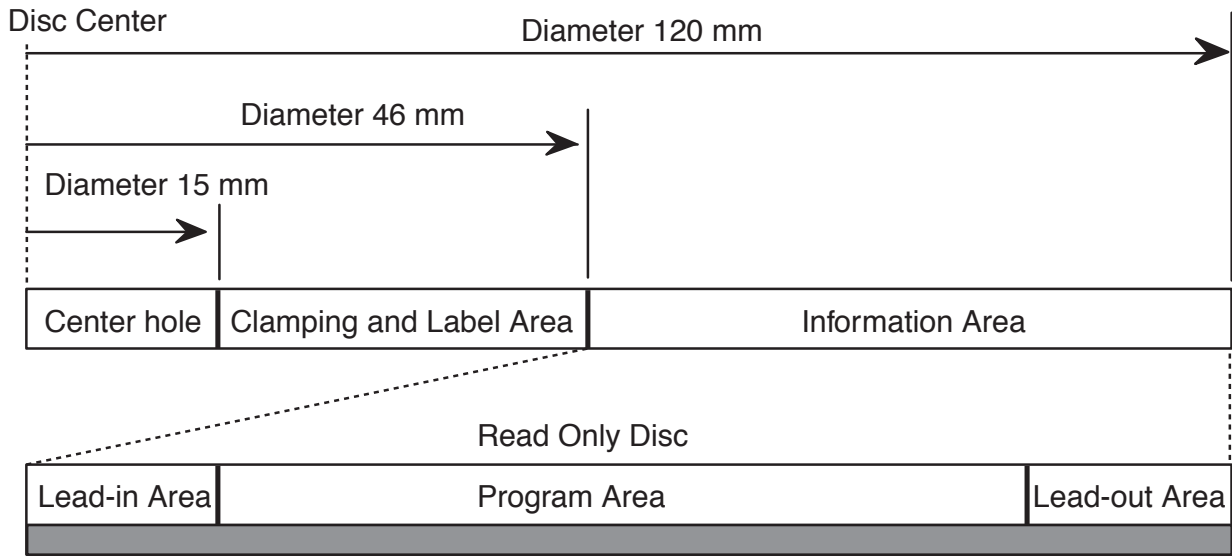 Disc Center
Diameter 120 mm
Diameter 46 mm
Diameter 15 mm
Center hole
Clamping and Label Area
Information Area
Read Only Disc
Lead-in Area
Program Area
Lead-out Area